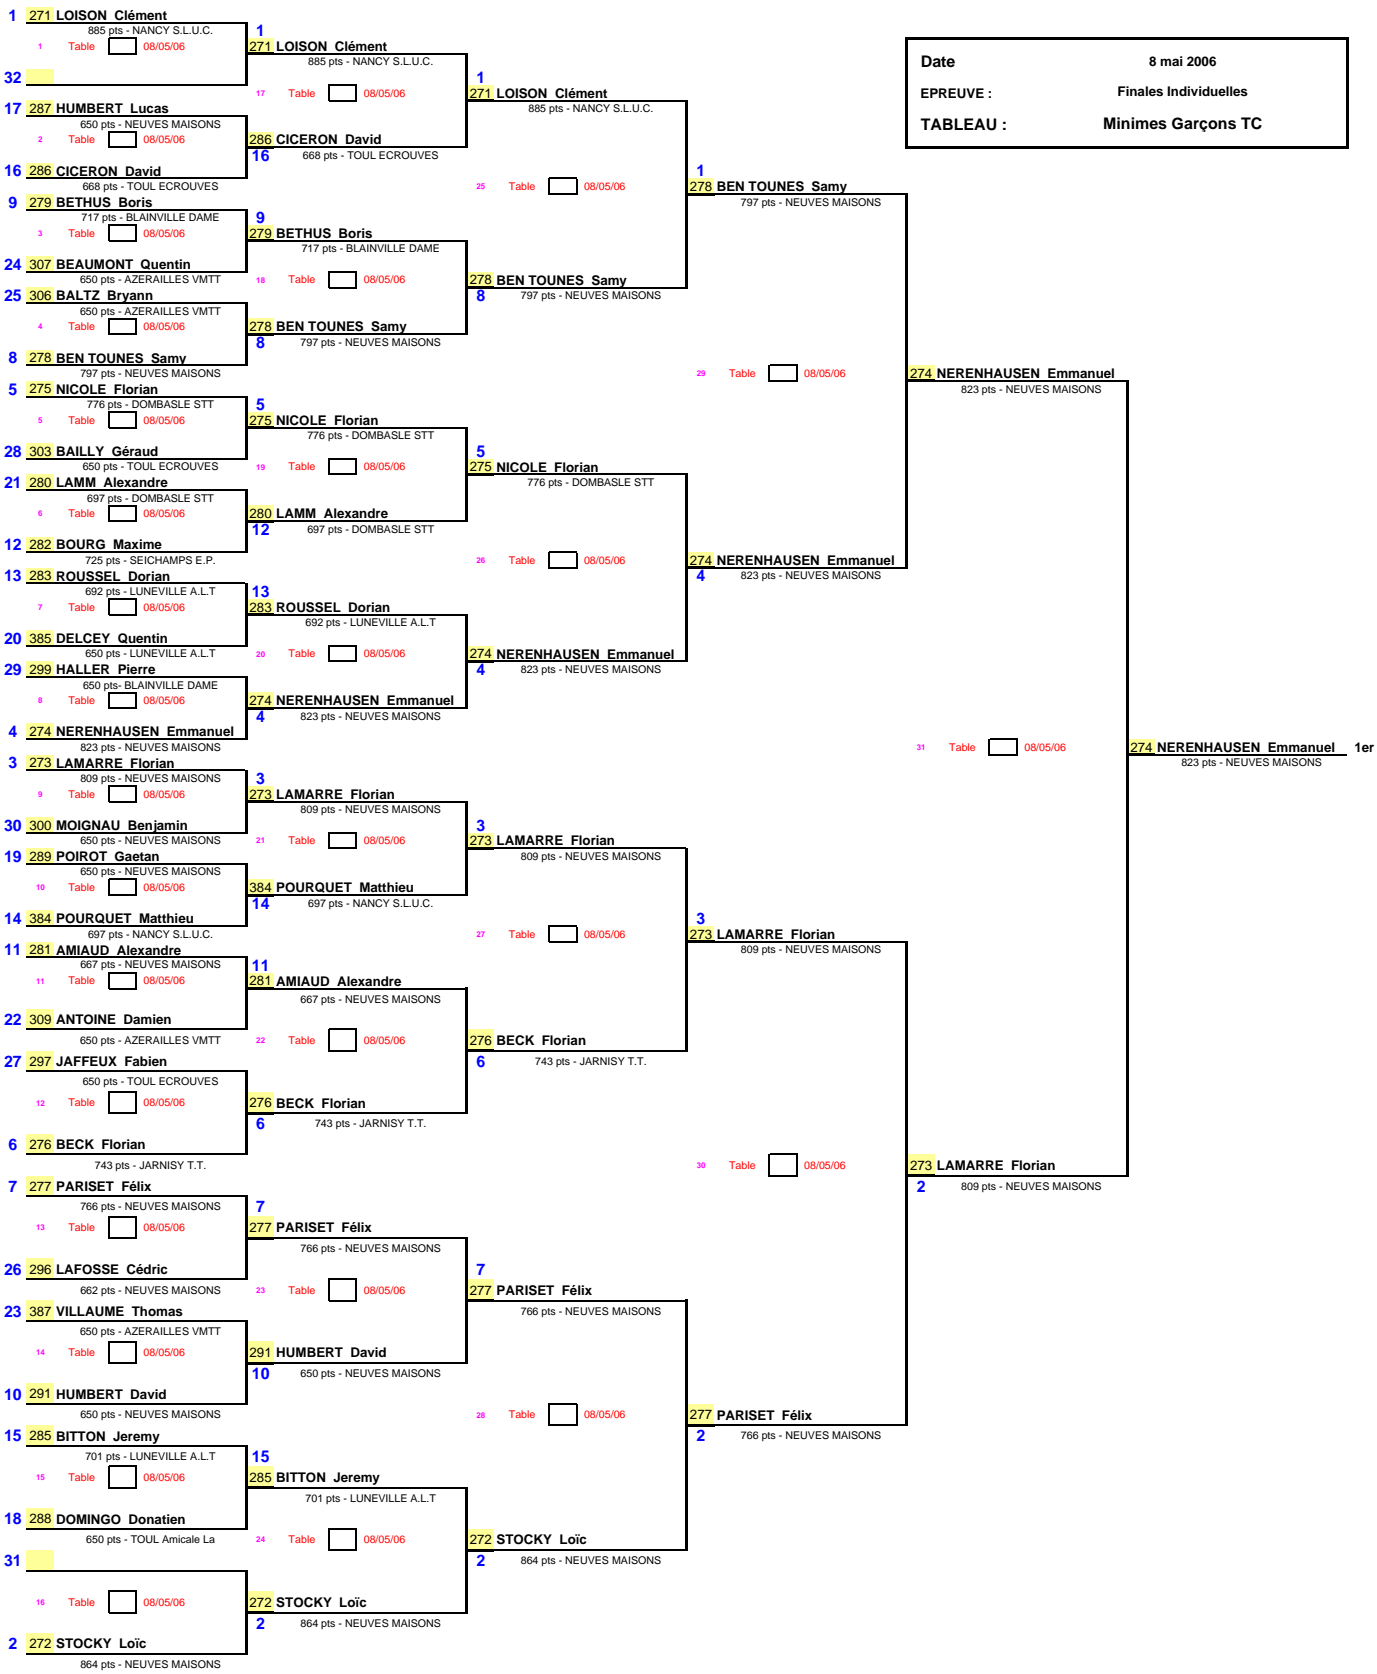 Date 8 mai 2006
EPREUVE : Finales Individuelles
TABLEAU : Minimes Garçons TC
1 271 LOISON Clément
885 pts - NANCY S.L.U.C.
1 Table 08/05/06
32
17 287 HUMBERT Lucas
650 pts - NEUVES MAISONS
2 Table 08/05/06
16 286 CICERON David
668 pts - TOUL ECROUVES
9 279 BETHUS Boris
717 pts - BLAINVILLE DAME
3 Table 08/05/06
24 307 BEAUMONT Quentin
650 pts - AZERAILLES VMTT
25 306 BALTZ Bryann
650 pts - AZERAILLES VMTT
4 Table 08/05/06
8 278 BEN TOUNES Samy
797 pts - NEUVES MAISONS
5 275 NICOLE Florian
776 pts - DOMBASLE STT
5 Table 08/05/06
28 303 BAILLY Géraud
650 pts - TOUL ECROUVES
21 280 LAMM Alexandre
697 pts - DOMBASLE STT
6 Table 08/05/06
12 282 BOURG Maxime
725 pts - SEICHAMPS E.P.
13 283 ROUSSEL Dorian
692 pts - LUNEVILLE A.L.T
7 Table 08/05/06
20 385 DELCEY Quentin
650 pts - LUNEVILLE A.L.T
29 299 HALLER Pierre
650 pts- BLAINVILLE DAME
8 Table 08/05/06
4 274 NERENHAUSEN Emmanuel
823 pts - NEUVES MAISONS
3 273 LAMARRE Florian
809 pts - NEUVES MAISONS
9 Table 08/05/06
30 300 MOIGNAU Benjamin
650 pts - NEUVES MAISONS
19 289 POIROT Gaetan
650 pts - NEUVES MAISONS
10 Table 08/05/06
14 384 POURQUET Matthieu
697 pts - NANCY S.L.U.C.
11 281 AMIAUD Alexandre
667 pts - NEUVES MAISONS
11 Table 08/05/06
22 309 ANTOINE Damien
650 pts - AZERAILLES VMTT
27 297 JAFFEUX Fabien
650 pts - TOUL ECROUVES
12 Table 08/05/06
6 276 BECK Florian
743 pts - JARNISY T.T.
7 277 PARISET Félix
766 pts - NEUVES MAISONS
13 Table 08/05/06
26 296 LAFOSSE Cédric
662 pts - NEUVES MAISONS
23 387 VILLAUME Thomas
650 pts - AZERAILLES VMTT
14 Table 08/05/06
10 291 HUMBERT David
650 pts - NEUVES MAISONS
15 285 BITTON Jeremy
701 pts - LUNEVILLE A.L.T
15 Table 08/05/06
18 288 DOMINGO Donatien
650 pts - TOUL Amicale La
31
16 Table 08/05/06
2 272 STOCKY Loïc
864 pts - NEUVES MAISONS
1
271 LOISON Clément
885 pts - NANCY S.L.U.C.
17 Table 08/05/06
286 CICERON David
16 668 pts - TOUL ECROUVES
9
279 BETHUS Boris
717 pts - BLAINVILLE DAME
18 Table 08/05/06
278 BEN TOUNES Samy
8 797 pts - NEUVES MAISONS
5
275 NICOLE Florian
776 pts - DOMBASLE STT
19 Table 08/05/06
280 LAMM Alexandre
12 697 pts - DOMBASLE STT
13
283 ROUSSEL Dorian
692 pts - LUNEVILLE A.L.T
20 Table 08/05/06
274 NERENHAUSEN Emmanuel
4 823 pts - NEUVES MAISONS
3
273 LAMARRE Florian
809 pts - NEUVES MAISONS
21 Table 08/05/06
384 POURQUET Matthieu
14 697 pts - NANCY S.L.U.C.
11
281 AMIAUD Alexandre
667 pts - NEUVES MAISONS
22 Table 08/05/06
276 BECK Florian
6 743 pts - JARNISY T.T.
7
277 PARISET Félix
766 pts - NEUVES MAISONS
23 Table 08/05/06
291 HUMBERT David
10 650 pts - NEUVES MAISONS
15
285 BITTON Jeremy
701 pts - LUNEVILLE A.L.T
24 Table 08/05/06
272 STOCKY Loïc
2 864 pts - NEUVES MAISONS
1
271 LOISON Clément
885 pts - NANCY S.L.U.C.
25 Table 08/05/06
278 BEN TOUNES Samy
8 797 pts - NEUVES MAISONS
5
275 NICOLE Florian
776 pts - DOMBASLE STT
26 Table 08/05/06
274 NERENHAUSEN Emmanuel
4 823 pts - NEUVES MAISONS
3
273 LAMARRE Florian
809 pts - NEUVES MAISONS
27 Table 08/05/06
276 BECK Florian
6 743 pts - JARNISY T.T.
7
277 PARISET Félix
766 pts - NEUVES MAISONS
28 Table 08/05/06
272 STOCKY Loïc
2 864 pts - NEUVES MAISONS
1
278 BEN TOUNES Samy
797 pts - NEUVES MAISONS
29 Table 08/05/06
274 NERENHAUSEN Emmanuel
4 823 pts - NEUVES MAISONS
3
273 LAMARRE Florian
809 pts - NEUVES MAISONS
30 Table 08/05/06
277 PARISET Félix
2 766 pts - NEUVES MAISONS
274 NERENHAUSEN Emmanuel
823 pts - NEUVES MAISONS
31 Table 08/05/06
273 LAMARRE Florian
2 809 pts - NEUVES MAISONS
274 NERENHAUSEN Emmanuel 1er
823 pts - NEUVES MAISONS